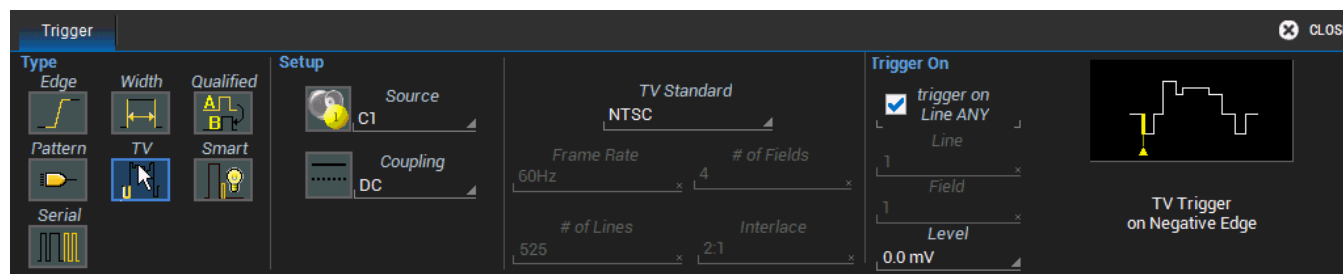 Trigger
CLOS
Type
Edge
Width
Qualified
A
B
Pattern
TV
Smart
Serial
Setup
Source
1
C1
Coupling
DC
TV Standard
NTSC
Frame Rate
60Hz
# of Fields
4
# of Lines
525
Interlace
2:1
Trigger On
trigger on
Line ANY
Line
1
Field
1
Level
0.0 mV
TV Trigger
on Negative Edge